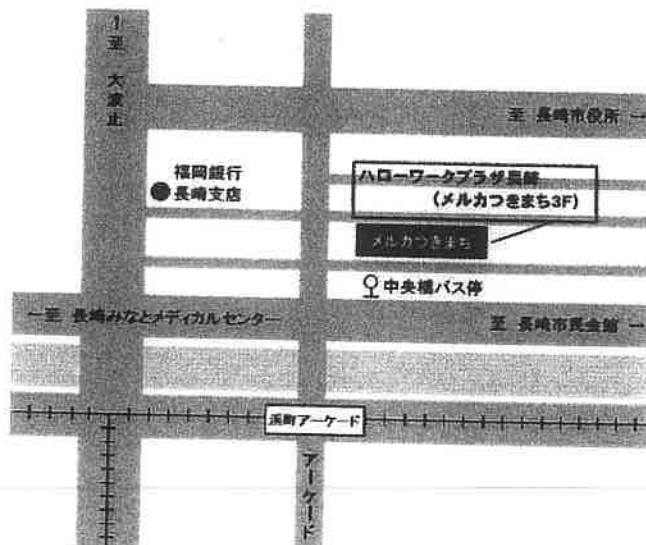 ↑至 大波止
至 長崎市役所 →
福岡銀行
長崎支店
ハローワークプラザ長崎
(メルカつきまち3F)
メルカつきまち
中央橋バス停
←至 長崎みなとメディカルセンター
至 長崎市民会館 →
浜町アーケード
アーケード